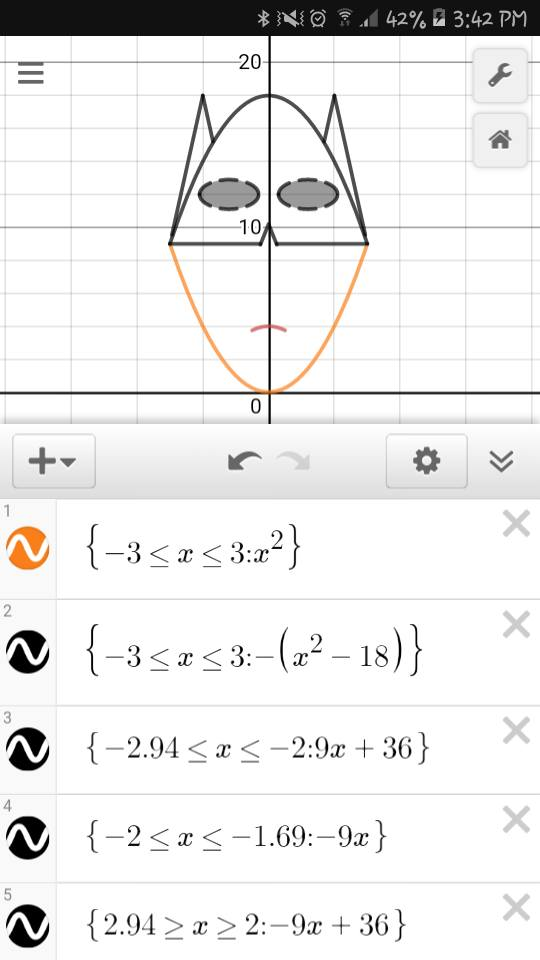 42% 3:42 PM
20
10
0
1
{−3 ≤ x ≤ 3:x²}
2
{−3 ≤ x ≤ 3:−(x² − 18)}
3
{−2.94 ≤ x ≤ −2:9x + 36}
4
{−2 ≤ x ≤ −1.69:−9x}
5
{2.94 ≥ x ≥ 2:−9x + 36}